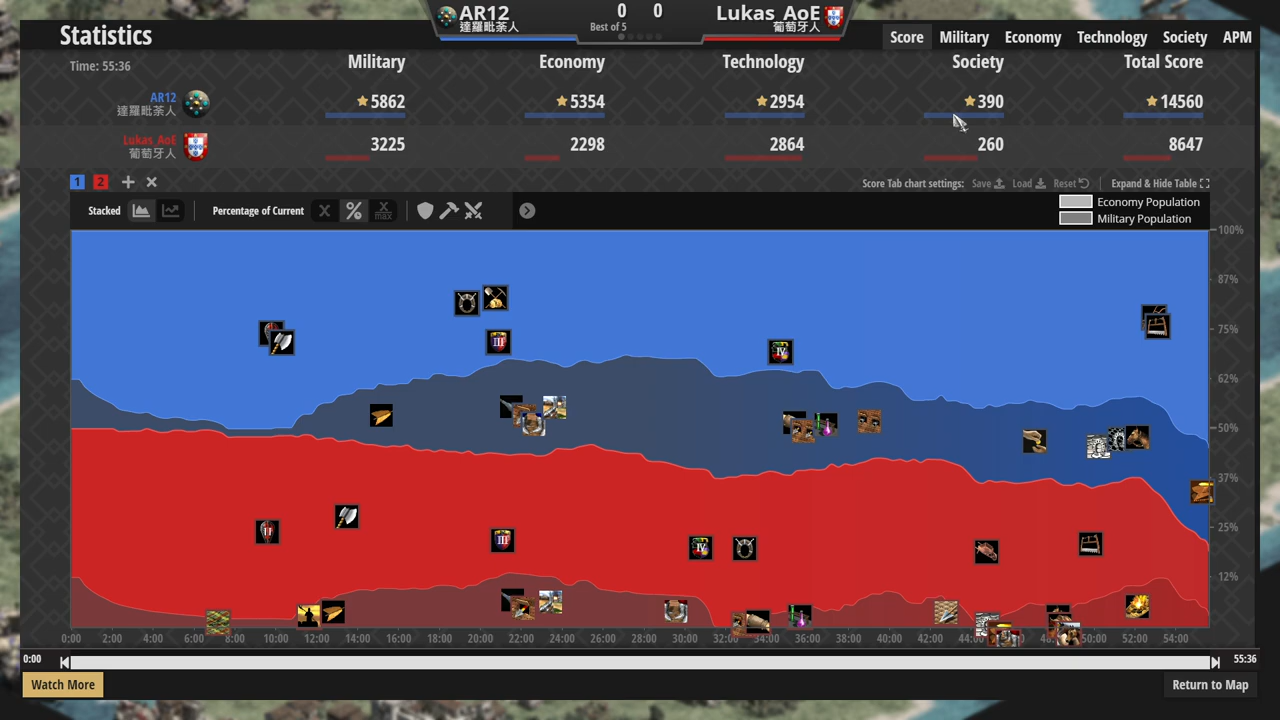 AR12 0 0 Lukas_AoE
達羅毗荼人 Best of 5 葡萄牙人
Statistics
Score Military Economy Technology Society APM
Time: 55:36 Military Economy Technology Society Total Score
AR12 5862 5354 2954 390 14560
達羅毗荼人
Lukas_AoE 3225 2298 2864 260 8647
葡萄牙人
1 2 Score Tab chart settings: Save Load Reset Expand & Hide Table
Stacked Percentage of Current X % X max
Economy Population
Military Population
100%
87%
75%
62%
50%
37%
25%
12%
III
IV
II
III
IV
0:00 2:00 4:00 6:00 8:00 10:00 12:00 14:00 16:00 18:00 20:00 22:00 24:00 26:00 28:00 30:00 32:00 34:00 36:00 38:00 40:00 42:00 50:00 52:00 54:00
0:00 55:36
Watch More Return to Map